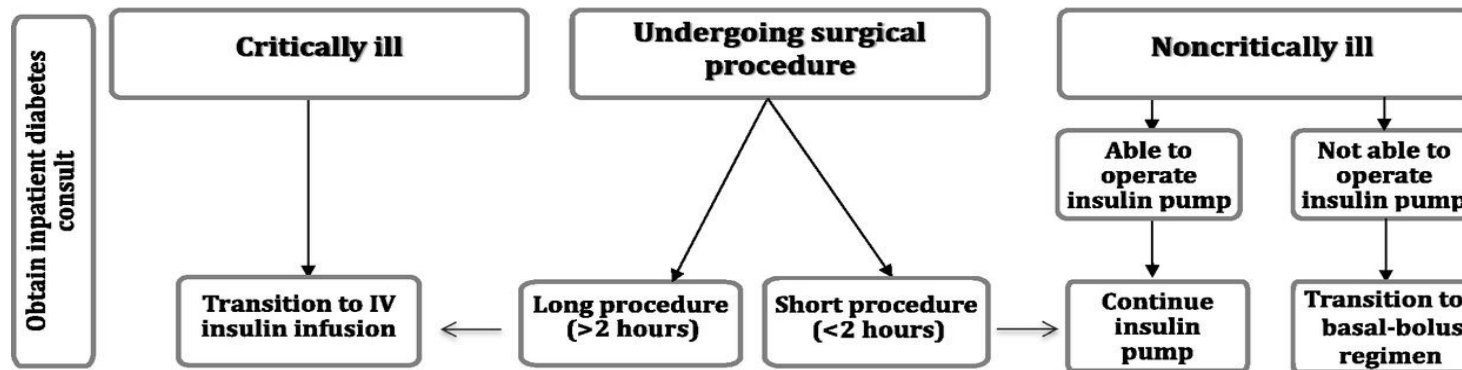 Obtain inpatient diabetes
consult
Critically ill
Undergoing surgical
procedure
Noncritically ill
Able to
operate
insulin pump
Not able to
operate
insulin pump
Transition to IV
insulin infusion
Long procedure
(>2 hours)
Short procedure
(<2 hours)
Continue
insulin
pump
Transition to
basal-bolus
regimen